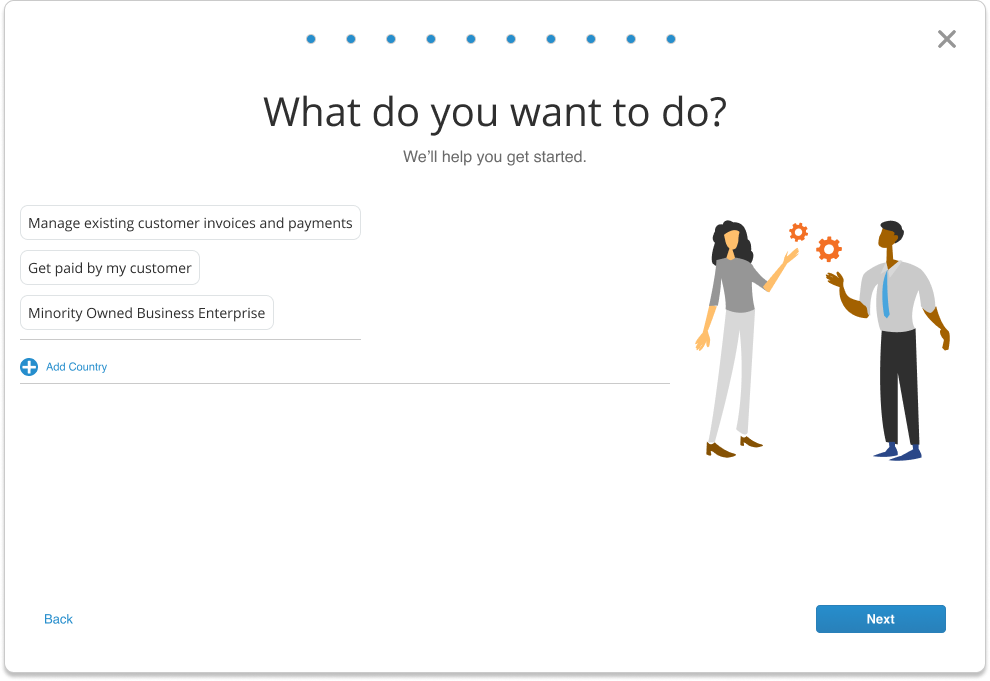 What do you want to do?
We'll help you get started.
Manage existing customer invoices and payments
Get paid by my customer
Minority Owned Business Enterprise
Add Country
Back
Next